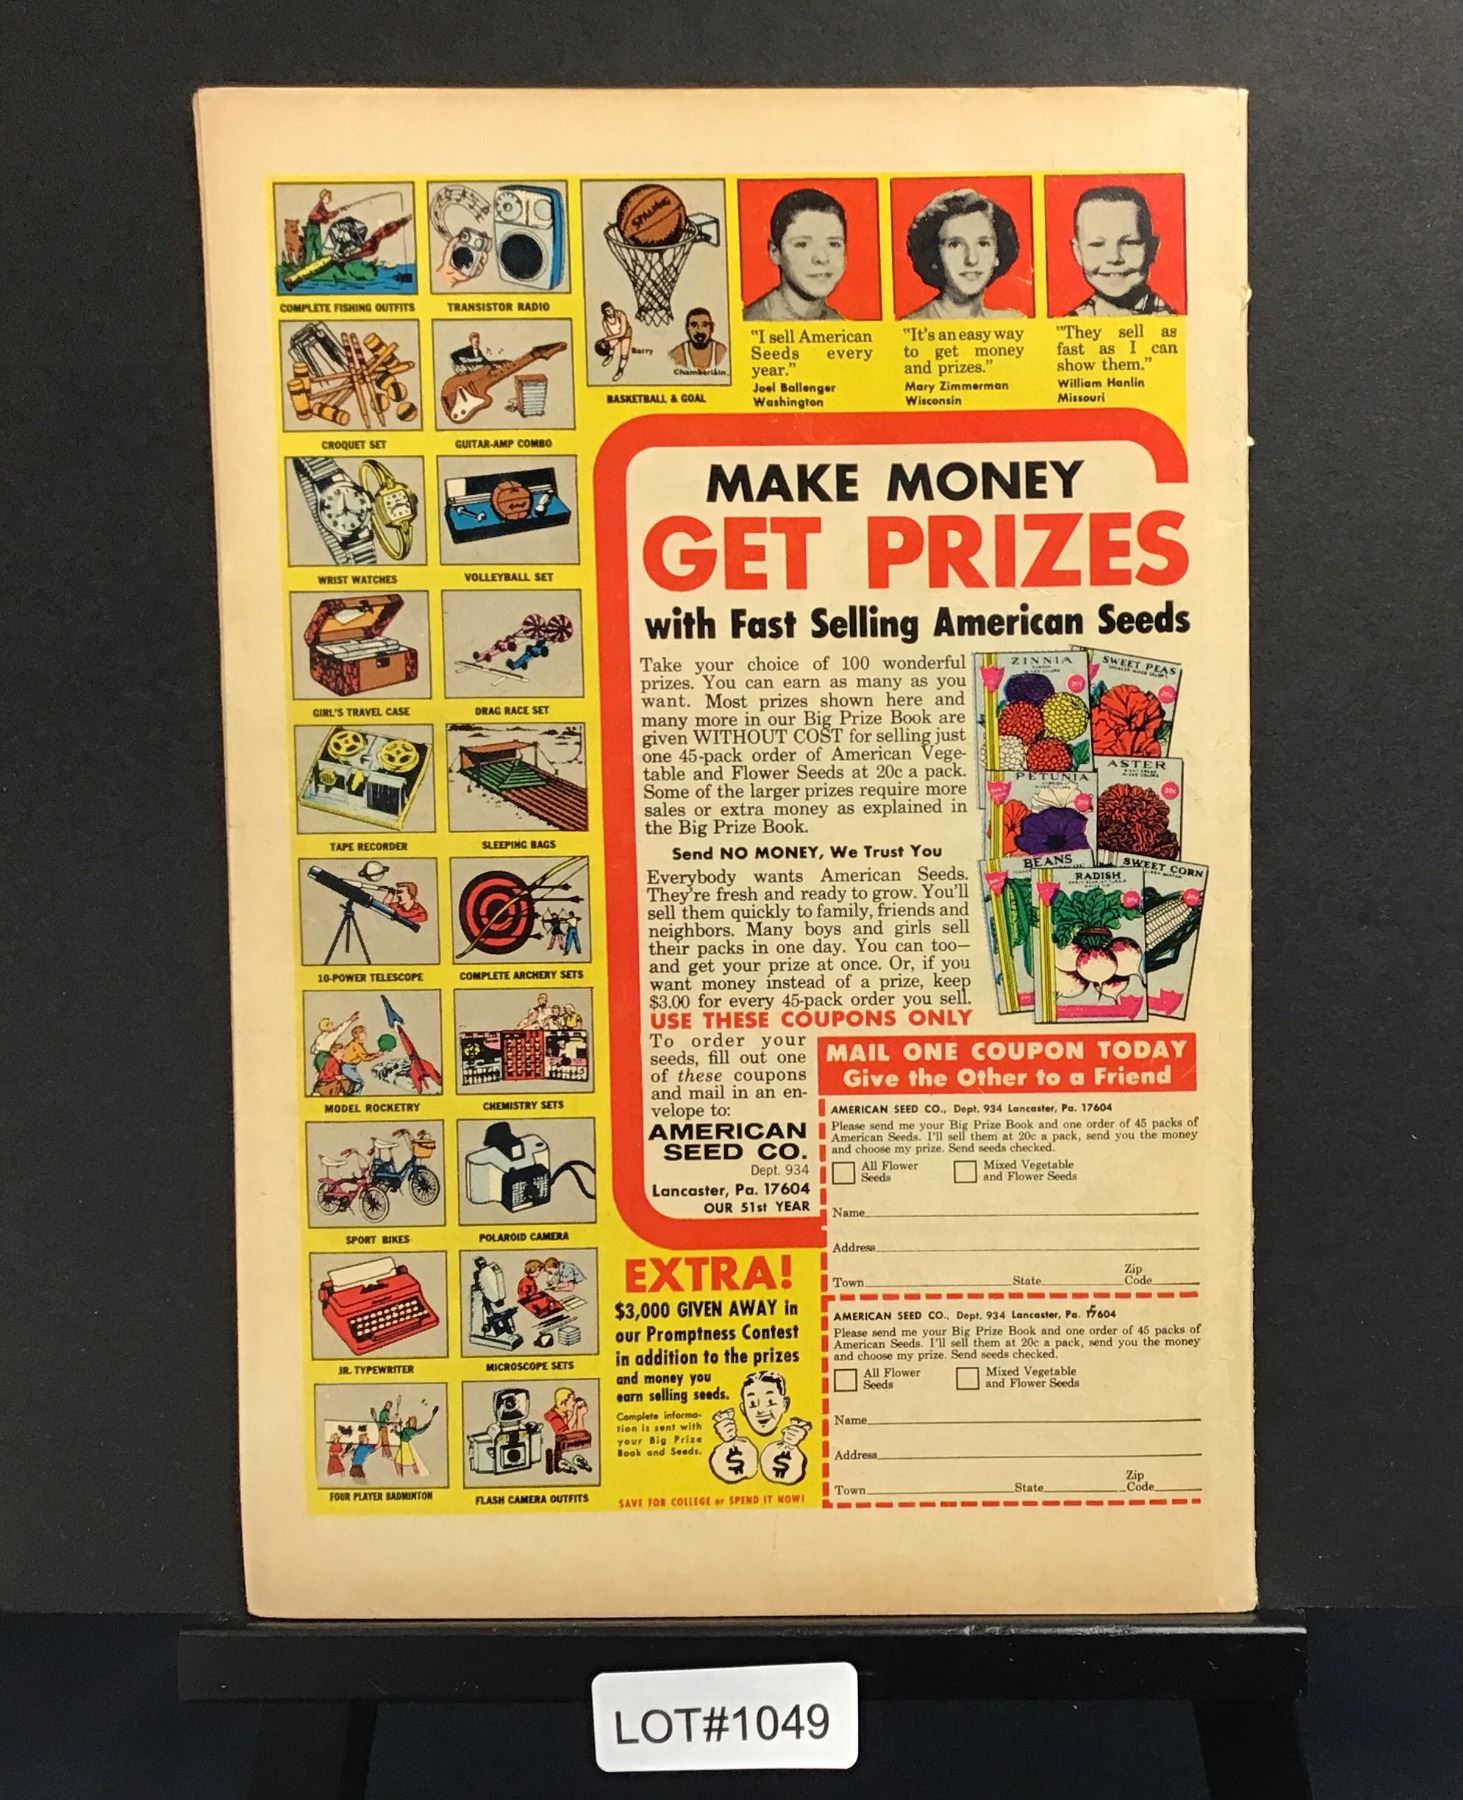 COMPLETE FISHING OUTFITS
TRANSISTOR RADIO
SPALDING
Barry
Chamberlain
BASKETBALL & GOAL
CROQUET SET
GUITAR-AMP COMBO
WRIST WATCHES
VOLLEYBALL SET
GIRL'S TRAVEL CASE
DRAG RACE SET
TAPE RECORDER
SLEEPING BAGS
10-POWER TELESCOPE
COMPLETE ARCHERY SETS
MODEL ROCKETRY
CHEMISTRY SETS
SPORT BIKES
POLAROID CAMERA
JR. TYPEWRITER
MICROSCOPE SETS
FOUR PLAYER BADMINTON
FLASH CAMERA OUTFITS
"I sell American
Seeds every
year."
Joel Ballenger
Washington
"It's an easy way
to get money
and prizes."
Mary Zimmerman
Wisconsin
"They sell as
fast as I can
show them."
William Hanlin
Missouri
MAKE MONEY
GET PRIZES
with Fast Selling American Seeds
Take your choice of 100 wonderful
prizes. You can earn as many as you
want. Most prizes shown here and
many more in our Big Prize Book are
given WITHOUT COST for selling just
one 45-pack order of American Vege-
table and Flower Seeds at 20c a pack.
Some of the larger prizes require more
sales or extra money as explained in
the Big Prize Book.
Send NO MONEY, We Trust You
Everybody wants American Seeds.
They're fresh and ready to grow. You'll
sell them quickly to family, friends and
neighbors. Many boys and girls sell
their packs in one day. You can too—
and get your prize at once. Or, if you
want money instead of a prize, keep
$3.00 for every 45-pack order you sell.
USE THESE COUPONS ONLY
To order your
seeds, fill out one
of these coupons
and mail in an en-
velope to:
AMERICAN
SEED CO.
Dept. 934
Lancaster, Pa. 17604
OUR 51st YEAR
ZINNIA
20c
SWEET PEAS
20c
PETUNIA
20c
ASTER
20c
BEANS
RADISH
20c
SWEET CORN
20c
MAIL ONE COUPON TODAY
Give the Other to a Friend
AMERICAN SEED CO., Dept. 934 Lancaster, Pa. 17604
Please send me your Big Prize Book and one order of 45 packs of
American Seeds. I'll sell them at 20c a pack, send you the money
and choose my prize. Send seeds checked.
All Flower Seeds
Mixed Vegetable and Flower Seeds
Name
Address
Town State Zip Code
AMERICAN SEED CO., Dept. 934 Lancaster, Pa. 17604
Please send me your Big Prize Book and one order of 45 packs of
American Seeds. I'll sell them at 20c a pack, send you the money
and choose my prize. Send seeds checked.
All Flower Seeds
Mixed Vegetable and Flower Seeds
Name
Address
Town State Zip Code
EXTRA!
$3,000 GIVEN AWAY in
our Promptness Contest
in addition to the prizes
and money you
earn selling seeds.
Complete informa-
tion is sent with
your Big Prize
Book and Seeds.
$ $
SAVE FOR COLLEGE or SPEND IT NOW!
LOT#1049